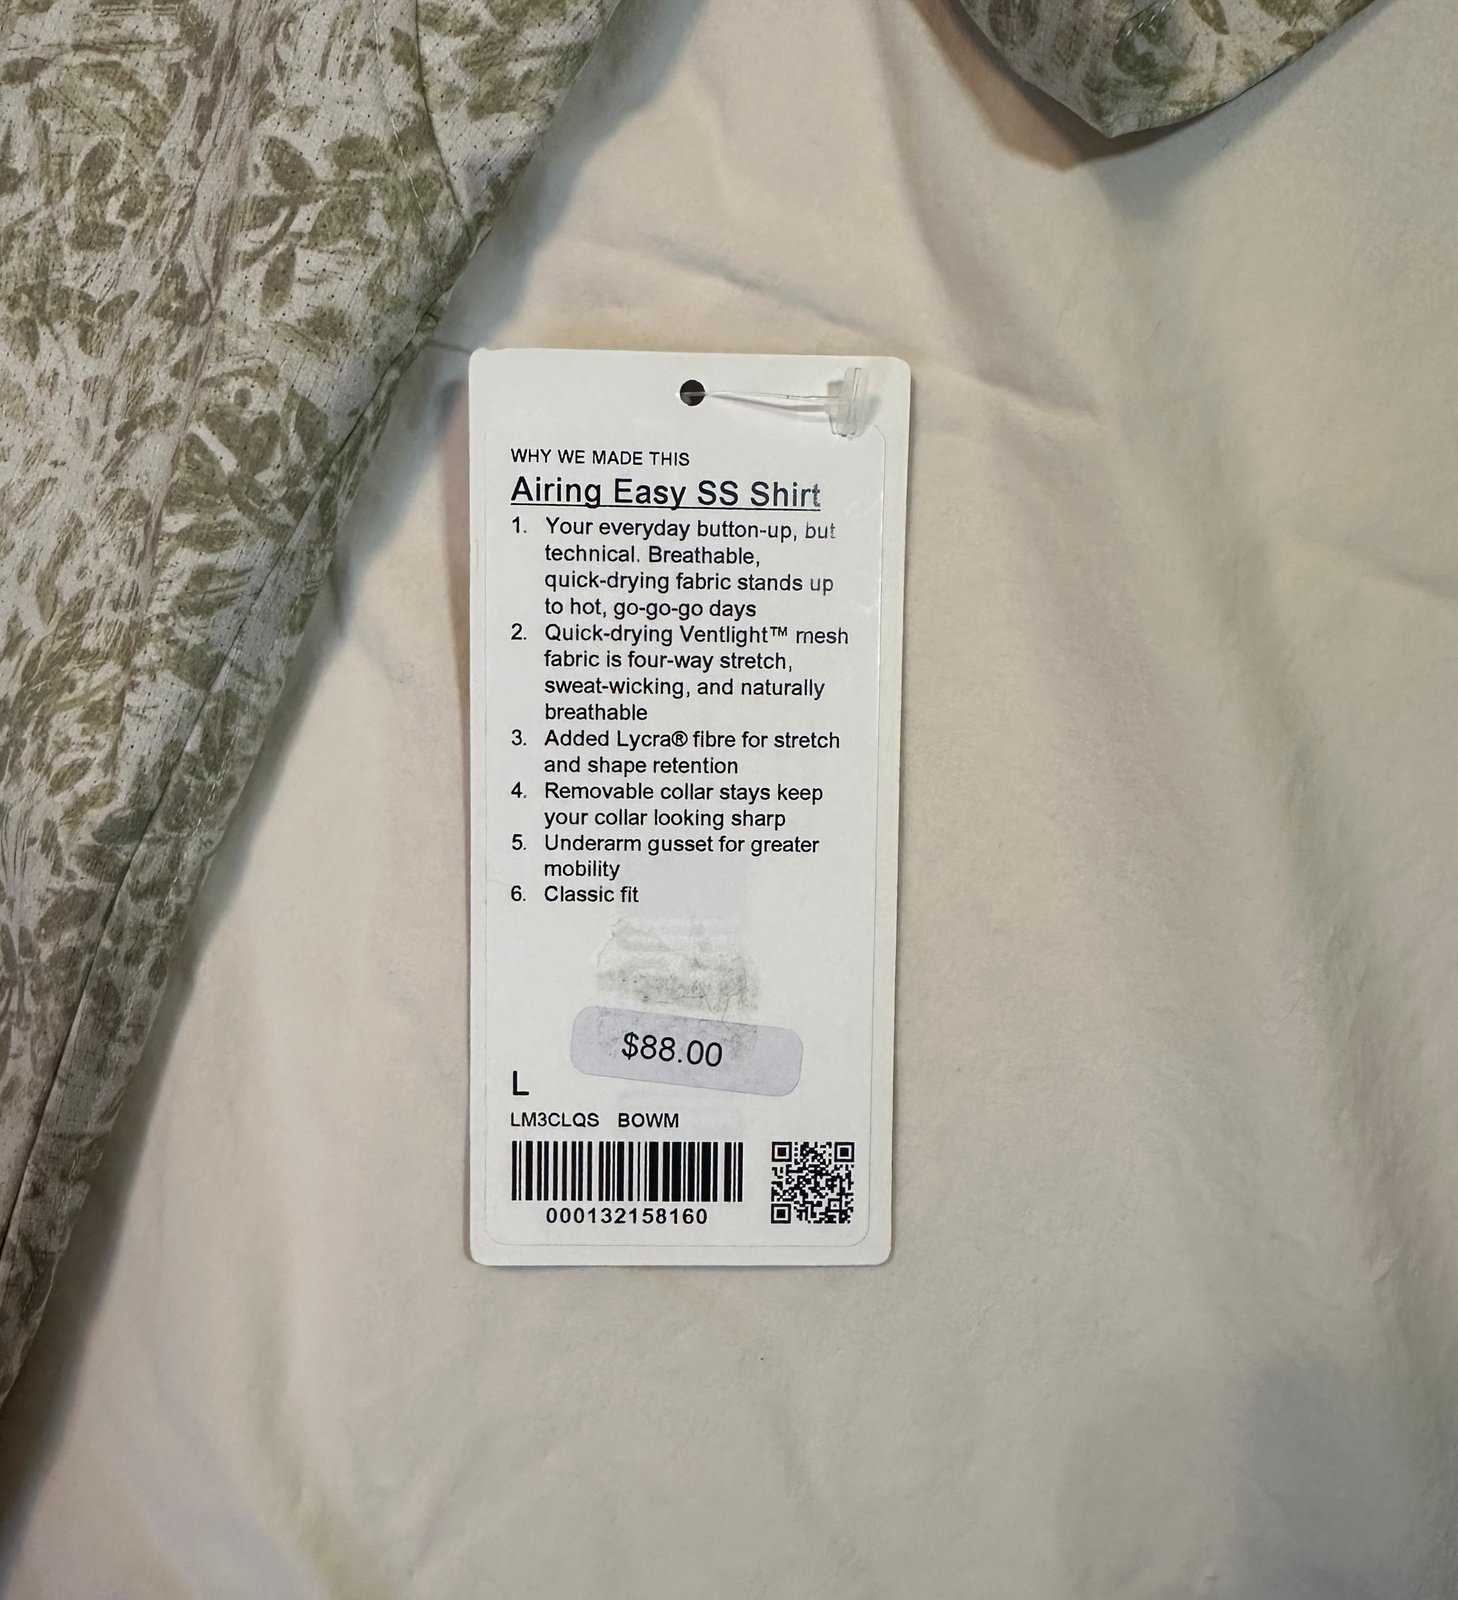 WHY WE MADE THIS
Airing Easy SS Shirt
1. Your everyday button-up, but
technical. Breathable,
quick-drying fabric stands up
to hot, go-go-go days
2. Quick-drying Ventlight™ mesh
fabric is four-way stretch,
sweat-wicking, and naturally
breathable
3. Added Lycra® fibre for stretch
and shape retention
4. Removable collar stays keep
your collar looking sharp
5. Underarm gusset for greater
mobility
6. Classic fit
$88.00
L
LM3CLQS BOWM
000132158160